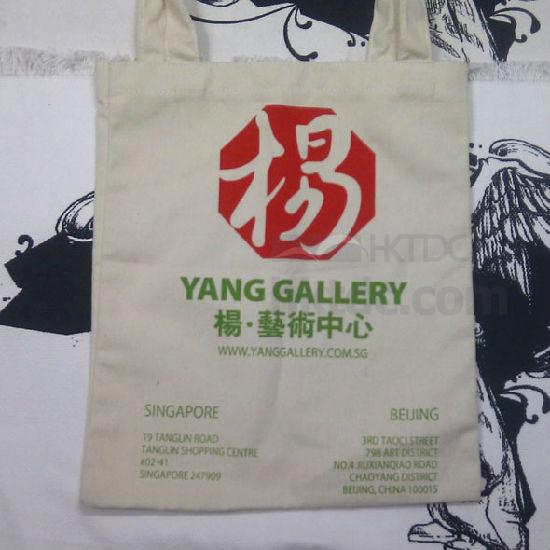 楊
YANG GALLERY
楊·藝術中心
WWW.YANGGALLERY.COM.SG
SINGAPORE
19 TANGLIN ROAD
TANGLIN SHOPPING CENTRE
#02-41
SINGAPORE 247909
BEIJING
3RD TAOCI STREET
798 ART DISTRICT
NO.4 JIUXIANQIAO ROAD
CHAOYANG DISTRICT
BEIJING, CHINA 100015
HKTDC
.com